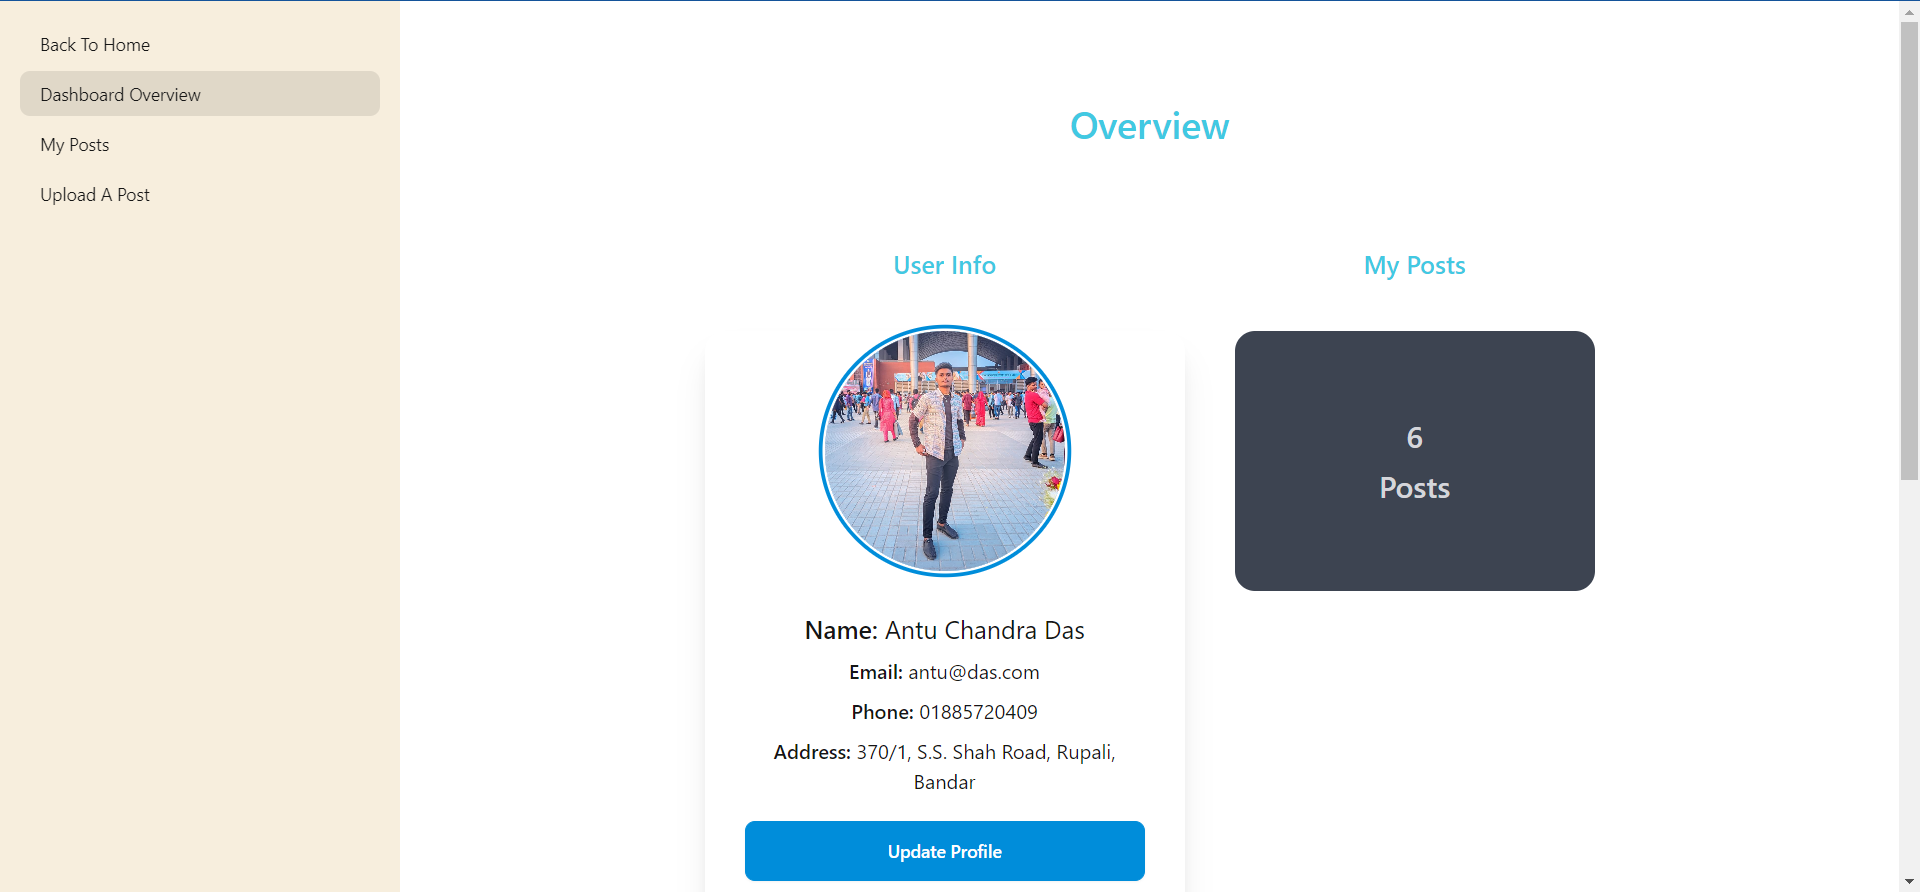 Back To Home
Dashboard Overview
My Posts
Upload A Post
Overview
User Info
Name: Antu Chandra Das
Email: antu@das.com
Phone: 01885720409
Address: 370/1, S.S. Shah Road, Rupali,
Bandar
Update Profile
My Posts
6
Posts